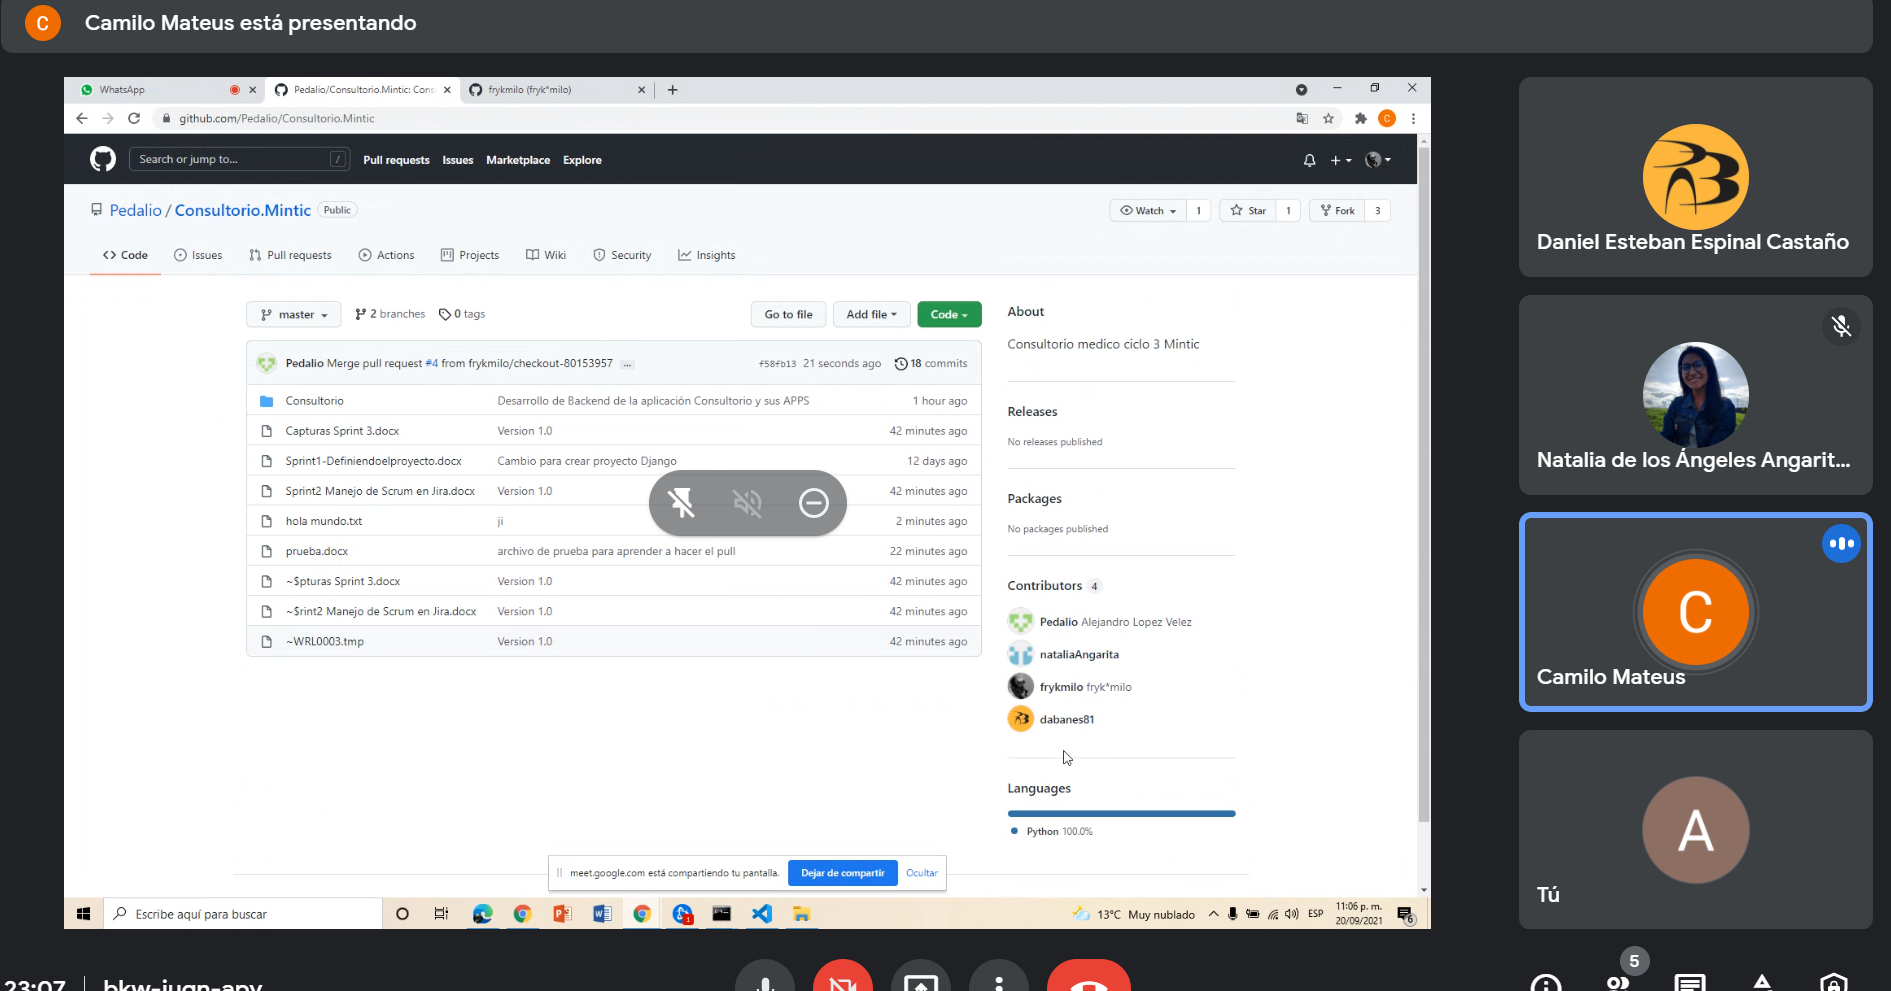 C Camilo Mateus está presentando
WhatsApp
Pedalio/Consultorio.Mintic: Cons
frykmilo (fryk*milo)
github.com/Pedalio/Consultorio.Mintic
C
Search or jump to... /
Pull requests Issues Marketplace Explore
Pedalio / Consultorio.Mintic Public
Watch 1 Star 1 Fork 3
Code Issues Pull requests Actions Projects Wiki Security Insights
master 2 branches 0 tags
Go to file Add file Code
Pedalio Merge pull request #4 from frykmilo/checkout-80153957 ... f58fb13 21 seconds ago 18 commits
Consultorio Desarrollo de Backend de la aplicación Consultorio y sus APPS 1 hour ago
Capturas Sprint 3.docx Version 1.0 42 minutes ago
Sprint1-Definiendoelproyecto.docx Cambio para crear proyecto Django 12 days ago
Sprint2 Manejo de Scrum en Jira.docx Version 1.0 42 minutes ago
hola mundo.txt ji 2 minutes ago
prueba.docx archivo de prueba para aprender a hacer el pull 22 minutes ago
~$pturas Sprint 3.docx Version 1.0 42 minutes ago
~$rint2 Manejo de Scrum en Jira.docx Version 1.0 42 minutes ago
~WRL0003.tmp Version 1.0 42 minutes ago
About
Consultorio medico ciclo 3 Mintic
Releases
No releases published
Packages
No packages published
Contributors 4
Pedalio Alejandro Lopez Velez
nataliaAngarita
frykmilo fryk*milo
dabanes81
Languages
Python 100.0%
meet.google.com está compartiendo tu pantalla. Dejar de compartir Ocultar
Escribe aquí para buscar
1
13°C Muy nublado
ESP
11:06 p. m.
20/09/2021
6
Daniel Esteban Espinal Castaño
Natalia de los Ángeles Angarit...
C
Camilo Mateus
A
Tú
23:07 | bkw-juqn-apv
5